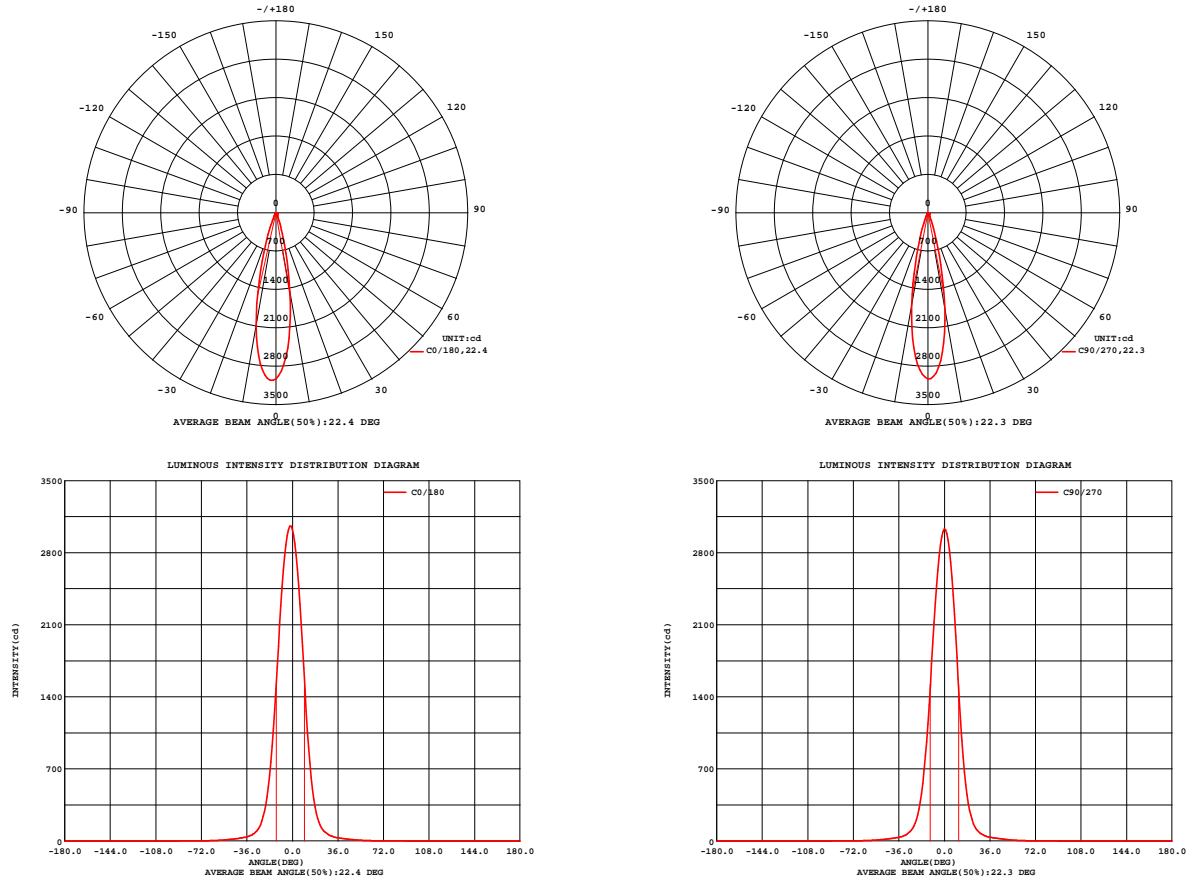 -/+180
-150
150
-120
120
-90
90
-60
60
-30
30
0
0
700
1400
2100
2800
3500
UNIT:cd
C0/180,22.4
AVERAGE BEAM ANGLE(50%):22.4 DEG
-/+180
-150
150
-120
120
-90
90
-60
60
-30
30
0
0
700
1400
2100
2800
3500
UNIT:cd
C90/270,22.3
AVERAGE BEAM ANGLE(50%):22.3 DEG
LUMINOUS INTENSITY DISTRIBUTION DIAGRAM
C0/180
INTENSITY(cd)
3500
2800
2100
1400
700
0
-180.0 -144.0 -108.0 -72.0 -36.0 0.0 36.0 72.0 108.0 144.0 180.0
ANGLE(DEG)
AVERAGE BEAM ANGLE(50%):22.4 DEG
LUMINOUS INTENSITY DISTRIBUTION DIAGRAM
C90/270
INTENSITY(cd)
3500
2800
2100
1400
700
0
-180.0 -144.0 -108.0 -72.0 -36.0 0.0 36.0 72.0 108.0 144.0 180.0
ANGLE(DEG)
AVERAGE BEAM ANGLE(50%):22.3 DEG